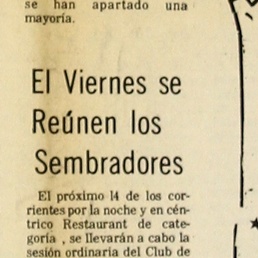 se han apartado una
mayoría.
El Viernes se
Reúnen los
Sembradores
El próximo 14 de los cor-
rientes por la noche y en cén-
trico Restaurant de cate-
goría , se llevarán a cabo la
sesión ordinaria del Club de